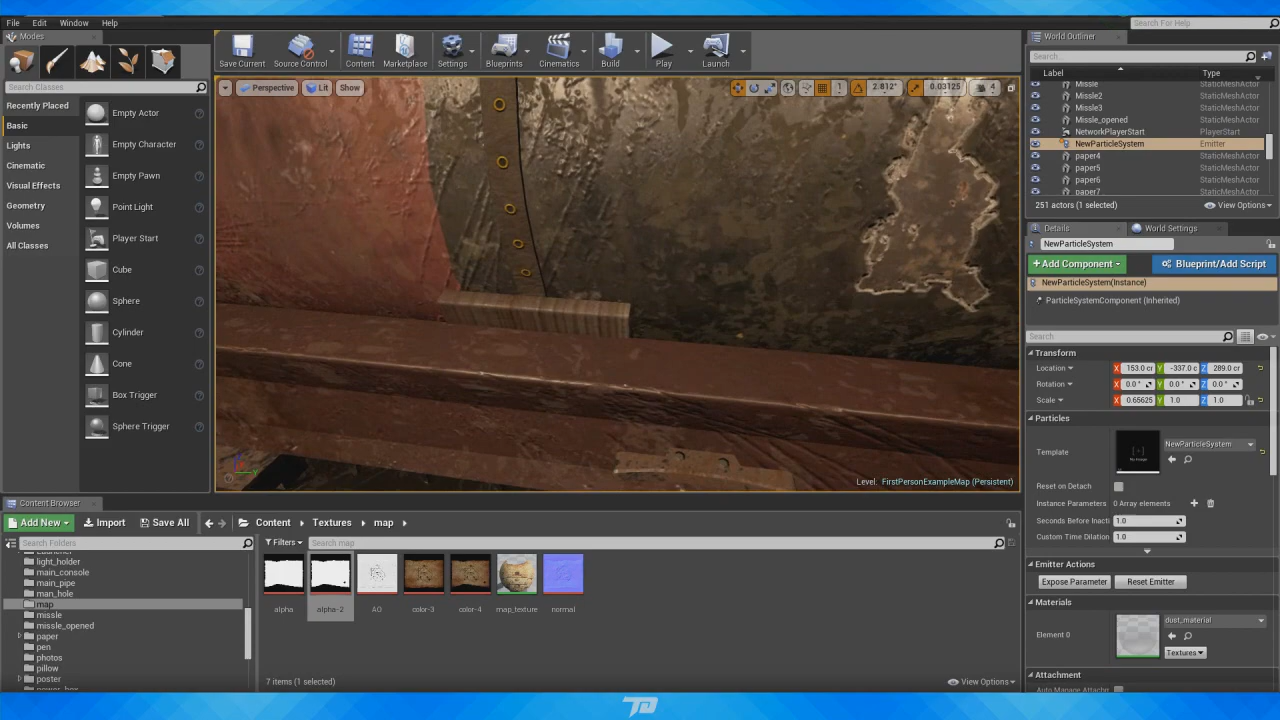 File Edit Window Help
Search For Help
Modes
World Outliner
Save Current Source Control Content Marketplace Settings Blueprints Cinematics Build Play Launch
Search...
Search Classes
Label Type
Perspective Lit Show 1 2.812° 0.03125 4
Recently Placed
Basic
Lights
Cinematic
Visual Effects
Geometry
Volumes
All Classes
Empty Actor
Empty Character
Empty Pawn
Point Light
Player Start
Cube
Sphere
Cylinder
Cone
Box Trigger
Sphere Trigger
Missle
Missle2 StaticMeshActor
Missle3 StaticMeshActor
Missle_opened StaticMeshActor
NetworkPlayerStart PlayerStart
NewParticleSystem Emitter
paper4 StaticMeshActor
paper5 StaticMeshActor
paper6 StaticMeshActor
paper7 StaticMeshActor
251 actors (1 selected) View Options
Details World Settings
NewParticleSystem
+Add Component Blueprint/Add Script
NewParticleSystem(Instance)
ParticleSystemComponent (Inherited)
Search
Transform
Location X 153.0 cr Y -337.0 c Z 289.0 cr
Rotation 0.0 ° 0.0 ° 0.0 °
Scale X 0.65625 Y 1.0 Z 1.0
Particles
Template NewParticleSystem
Reset on Detach
Instance Parameters 0 Array elements
Seconds Before Inacti 1.0
Custom Time Dilation 1.0
Emitter Actions
Expose Parameter Reset Emitter
Materials
Element 0 dust_material
Textures
Attachment
Auto Manage Attachm
Level: FirstPersonExampleMap (Persistent)
Content Browser
Add New Import Save All Content Textures map
Search Folders
Filters Search map
light_holder
main_console
main_pipe
man_hole
map
missle
missle_opened
paper
pen
photos
pillow
poster
power_box
alpha alpha-2 AO color-3 color-4 map_texture normal
7 items (1 selected) View Options